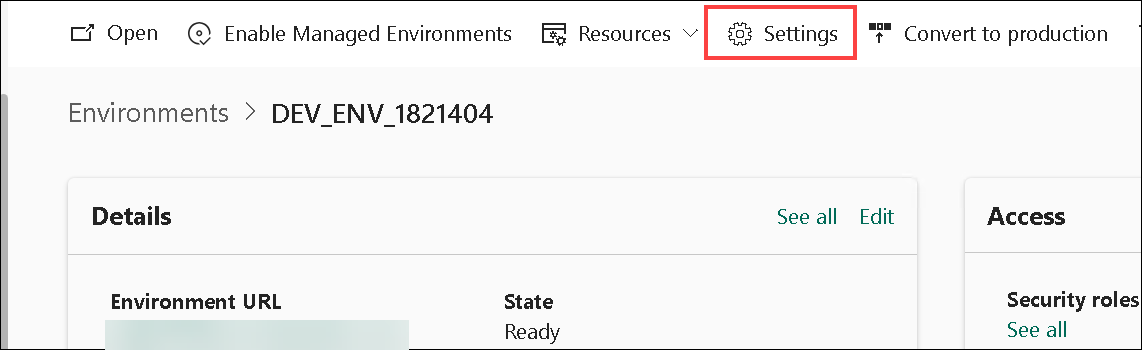 Open Enable Managed Environments Resources Settings Convert to production
Environments > DEV_ENV_1821404
Details See all Edit Access
Environment URL State Security roles
Ready See all